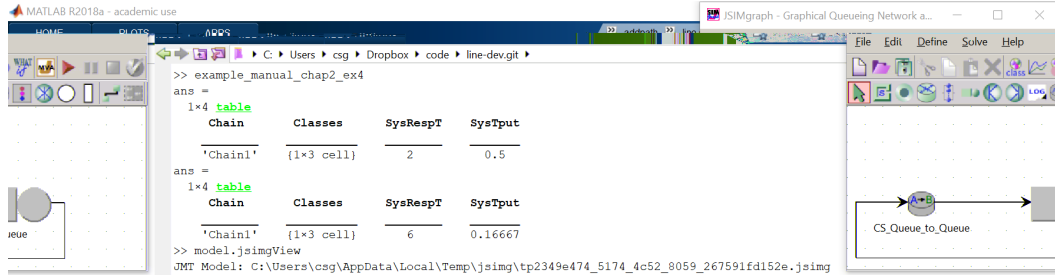 MATLAB R2018a - academic use
JSIMgraph - Graphical Queueing Network a...
HOME PLOTS APPS
File Edit Define Solve Help
C: Users csg Dropbox code line-dev.git
WHAT IF MVA
class
LOG
>> example_manual_chap2_ex4
ans =
1×4 table
Chain Classes SysRespT SysTput
'Chain1' {1×3 cell} 2 0.5
ans =
1×4 table
Chain Classes SysRespT SysTput
'Chain1' {1×3 cell} 6 0.16667
>> model.jsimgView
JMT Model: C:\Users\csg\AppData\Local\Temp\jsimg\tp2349e474_5174_4c52_8059_267591fd152e.jsimg
ueue
A B
CS_Queue_to_Queue